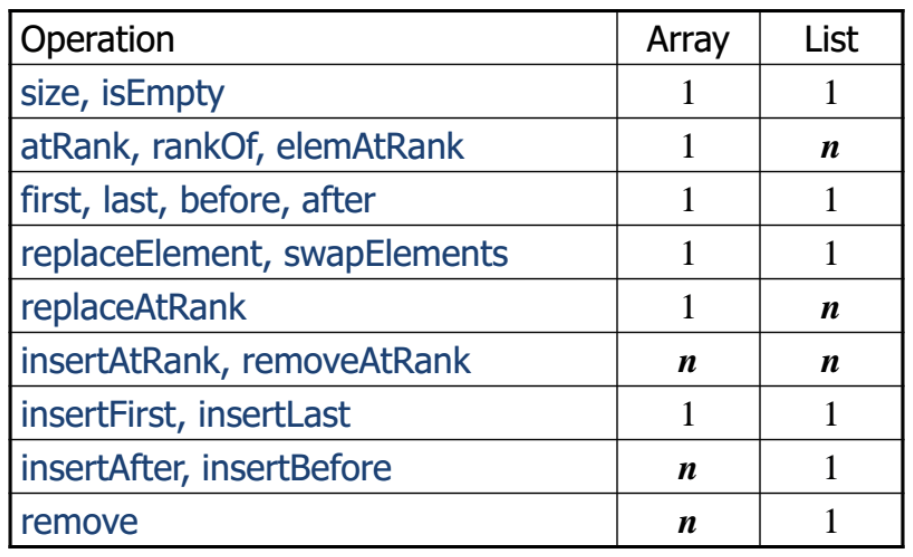 Operation Array List
size, isEmpty 1 1
atRank, rankOf, elemAtRank 1 n
first, last, before, after 1 1
replaceElement, swapElements 1 1
replaceAtRank 1 n
insertAtRank, removeAtRank n n
insertFirst, insertLast 1 1
insertAfter, insertBefore n 1
remove n 1